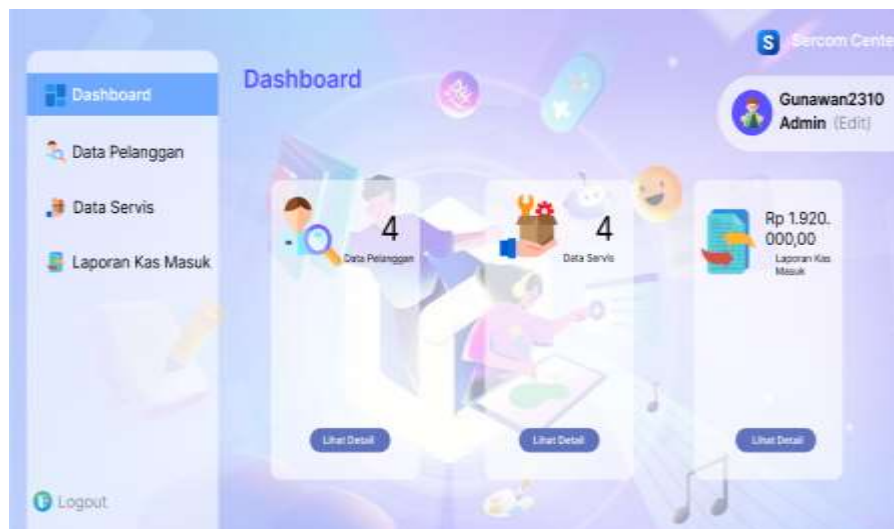 Sercom Cente
Dashboard
Dashboard
Gunawan2310
Admin (Edit)
Data Pelanggan
Data Servis
Laporan Kas Masuk
4
Data Pelanggan
4
Data Servis
Rp 1.920.
000,00
Laporan Kas
Masuk
Lihat Detail
Lihat Detail
Lihat Detail
Logout